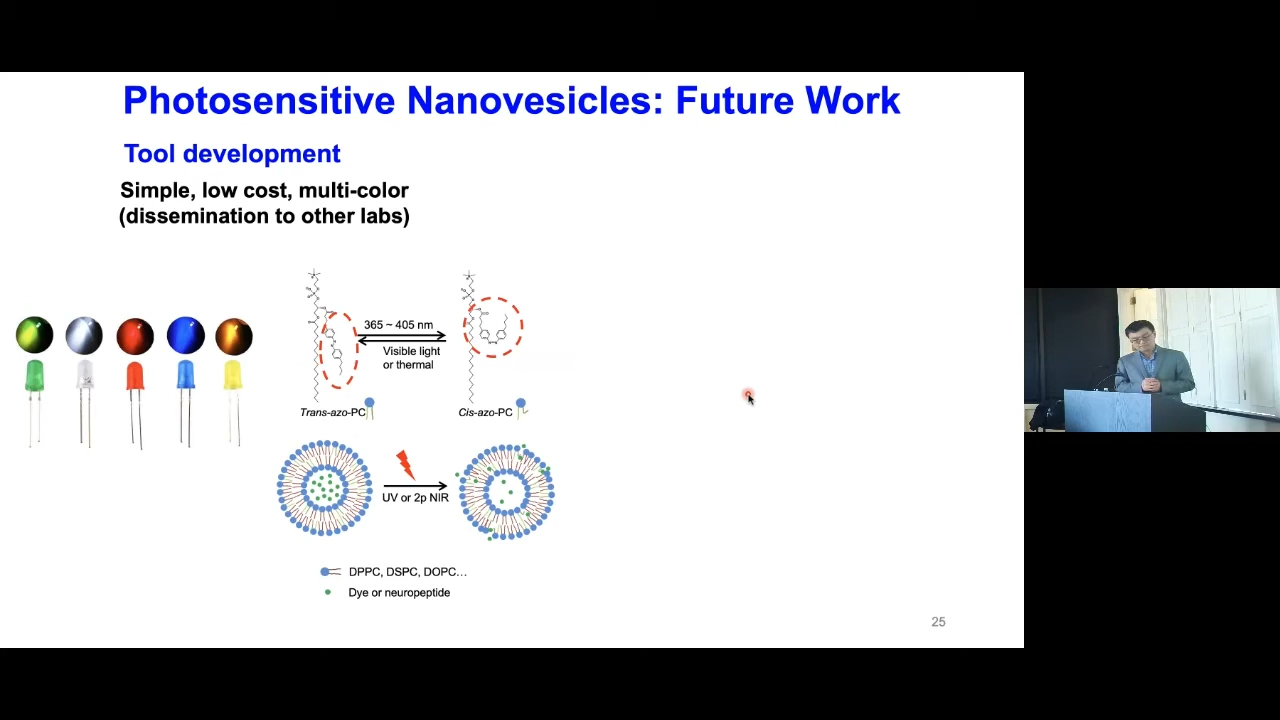 Photosensitive Nanovesicles: Future Work
Tool development
Simple, low cost, multi-color
(dissemination to other labs)
365 ~ 405 nm
Visible light
or thermal
Trans-azo-PC
Cis-azo-PC
UV or 2p NIR
DPPC, DSPC, DOPC...
Dye or neuropeptide
25